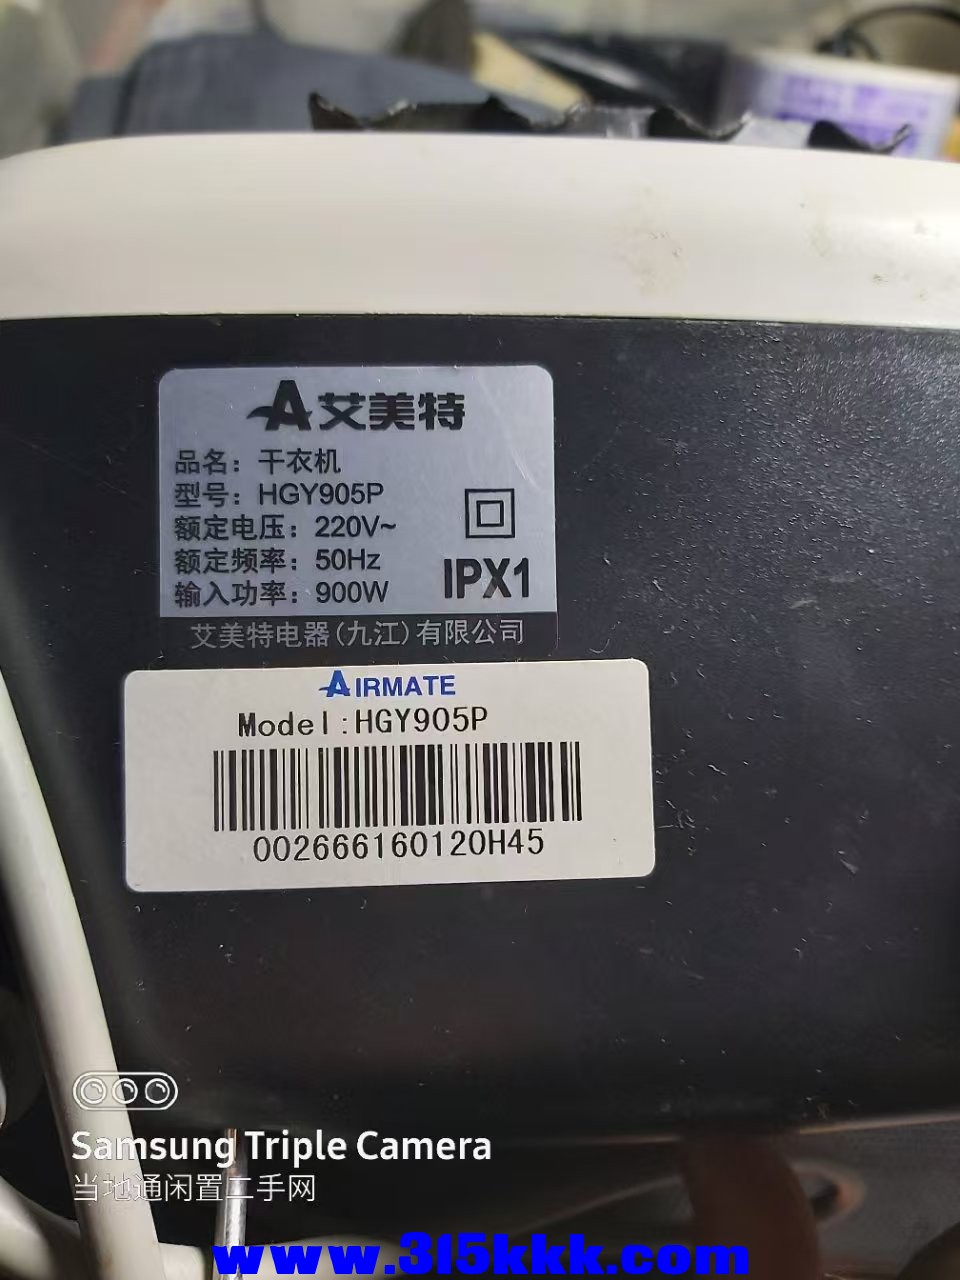 A艾美特
品名：干衣机
型号：HGY905P
额定电压：220V~
额定频率：50Hz
输入功率：900W
IPX1
艾美特电器(九江)有限公司
AIRMATE
Model:HGY905P
002666160120H45
Samsung Triple Camera
当地通闲置二手网
www.315kkk.com